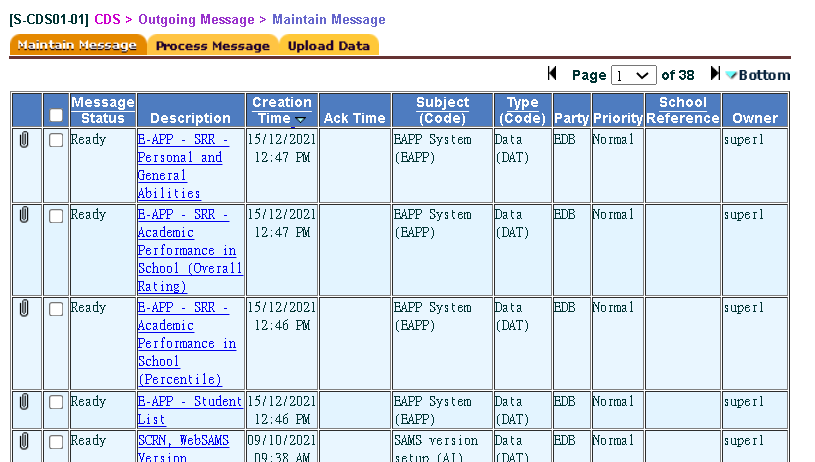 [S-CDS01-01] CDS > Outgoing Message > Maintain Message
Maintain Message Process Message Upload Data
Page 1 of 38 Bottom
Message Status Description Creation Time Ack Time Subject (Code) Type (Code) Party Priority School Reference Owner
Ready E-APP - SRR - Personal and General Abilities 15/12/2021 12:47 PM EAPP System (EAPP) Data (DAT) EDB Normal super1
Ready E-APP - SRR - Academic Performance in School (Overall Rating) 15/12/2021 12:47 PM EAPP System (EAPP) Data (DAT) EDB Normal super1
Ready E-APP - SRR - Academic Performance in School (Percentile) 15/12/2021 12:46 PM EAPP System (EAPP) Data (DAT) EDB Normal super1
Ready E-APP - Student List 15/12/2021 12:46 PM EAPP System (EAPP) Data (DAT) EDB Normal super1
Ready SCRN, WebSAMS Version 09/10/2021 09:38 AM SAMS version setup (AL) Data (DAT) EDB Normal super1